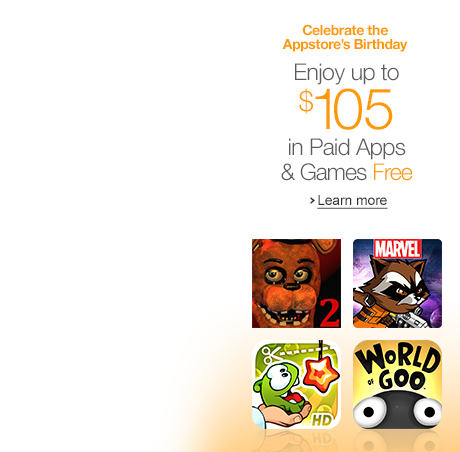 Celebrate the
Appstore's Birthday
Enjoy up to
$105
in Paid Apps
& Games Free
› Learn more
2
MARVEL
HD
WORLD
OF GOO